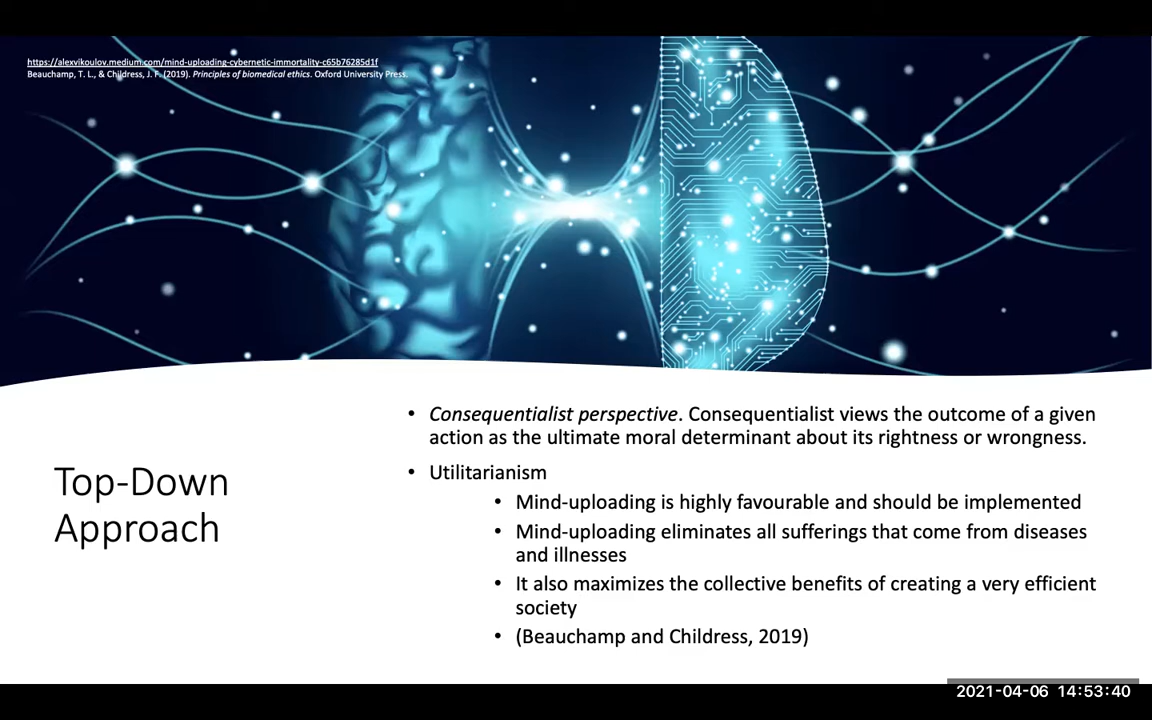 https://alexvikoulov.medium.com/mind-uploading-cybernetic-immortality-c65b76285d1f
Beauchamp, T. L., & Childress, J. F. (2019). Principles of biomedical ethics. Oxford University Press.
Top-Down
Approach
• Consequentialist perspective. Consequentialist views the outcome of a given
action as the ultimate moral determinant about its rightness or wrongness.
• Utilitarianism
• Mind-uploading is highly favourable and should be implemented
• Mind-uploading eliminates all sufferings that come from diseases
and illnesses
• It also maximizes the collective benefits of creating a very efficient
society
• (Beauchamp and Childress, 2019)
2021-04-06 14:53:40